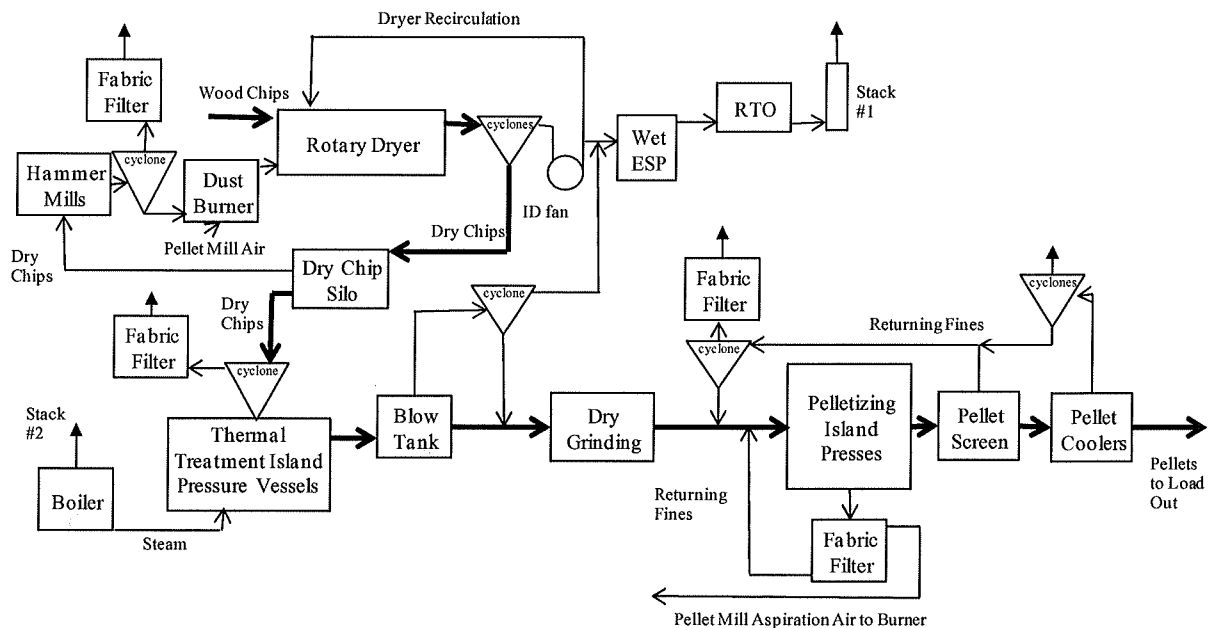 Dryer Recirculation
Fabric
Filter
Wood Chips
Rotary Dryer
cyclones
Wet
ESP
RTO
Stack
#1
cyclone
Hammer
Mills
Dust
Burner
ID fan
Pellet Mill Air
Dry Chips
Dry
Chips
Dry Chip
Silo
Dry
Chips
cyclone
Fabric
Filter
cyclones
Returning Fines
Fabric
Filter
cyclone
cyclone
Stack
#2
Boiler
Steam
Thermal
Treatment Island
Pressure Vessels
Blow
Tank
Dry
Grinding
Pelletizing
Island
Presses
Pellet
Screen
Pellet
Coolers
Pellets
to Load
Out
Returning
Fines
Fabric
Filter
Pellet Mill Aspiration Air to Burner